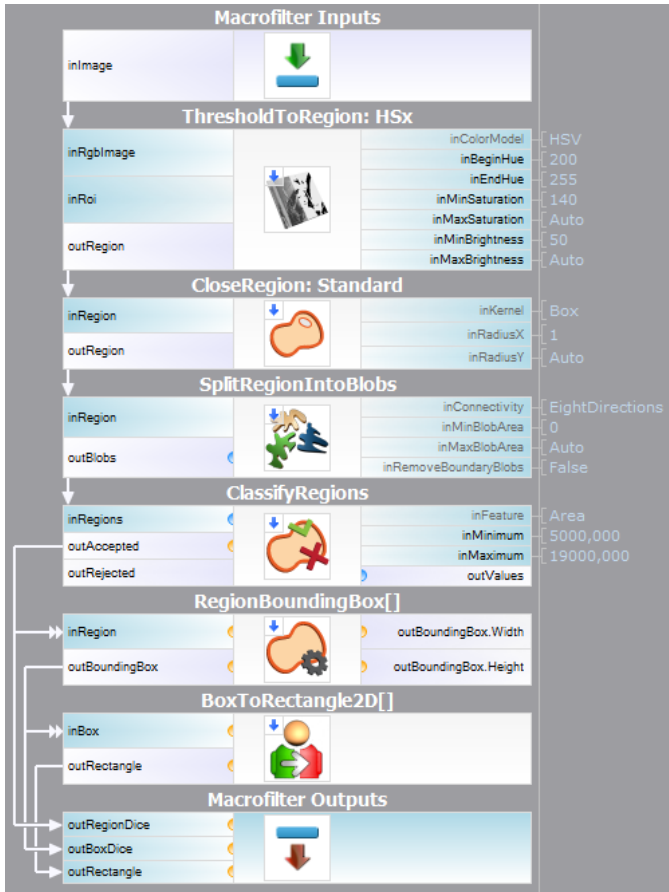 Macrofilter Inputs
inImage
ThresholdToRegion: HSx
inRgbImage
inRoi
outRegion
inColorModel HSV
inBeginHue 200
inEndHue 255
inMinSaturation 140
inMaxSaturation Auto
inMinBrightness 50
inMaxBrightness Auto
CloseRegion: Standard
inRegion
outRegion
inKernel Box
inRadiusX 1
inRadiusY Auto
SplitRegionIntoBlobs
inRegion
outBlobs
inConnectivity EightDirections
inMinBlobArea 0
inMaxBlobArea Auto
inRemoveBoundaryBlobs False
ClassifyRegions
inRegions
outAccepted
outRejected
inFeature Area
inMinimum 5000,000
inMaximum 19000,000
outValues
RegionBoundingBox[]
inRegion
outBoundingBox
outBoundingBox.Width
outBoundingBox.Height
BoxToRectangle2D[]
inBox
outRectangle
Macrofilter Outputs
outRegionDice
outBoxDice
outRectangle